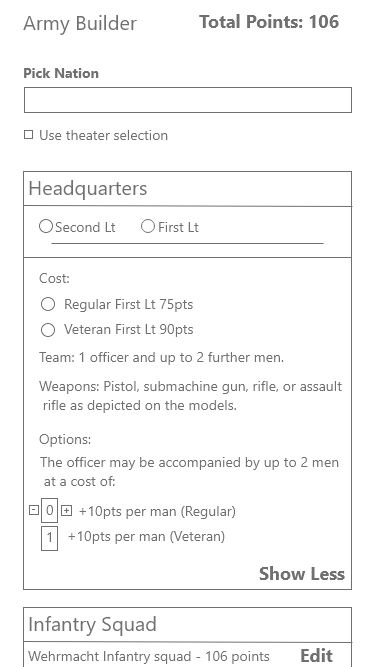 Army Builder
Total Points: 106
Pick Nation
Use theater selection
Headquarters
Second Lt First Lt
Cost:
Regular First Lt 75pts
Veteran First Lt 90pts
Team: 1 officer and up to 2 further men.
Weapons: Pistol, submachine gun, rifle, or assault
rifle as depicted on the models.
Options:
The officer may be accompanied by up to 2 men
at a cost of:
- 0 + +10pts per man (Regular)
1 +10pts per man (Veteran)
Show Less
Infantry Squad
Wehrmacht Infantry squad - 106 points Edit